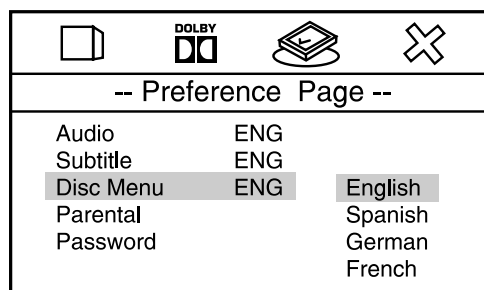 DOLBY
-- Preference Page --
Audio ENG
Subtitle ENG
Disc Menu ENG English
Parental Spanish
Password German
French